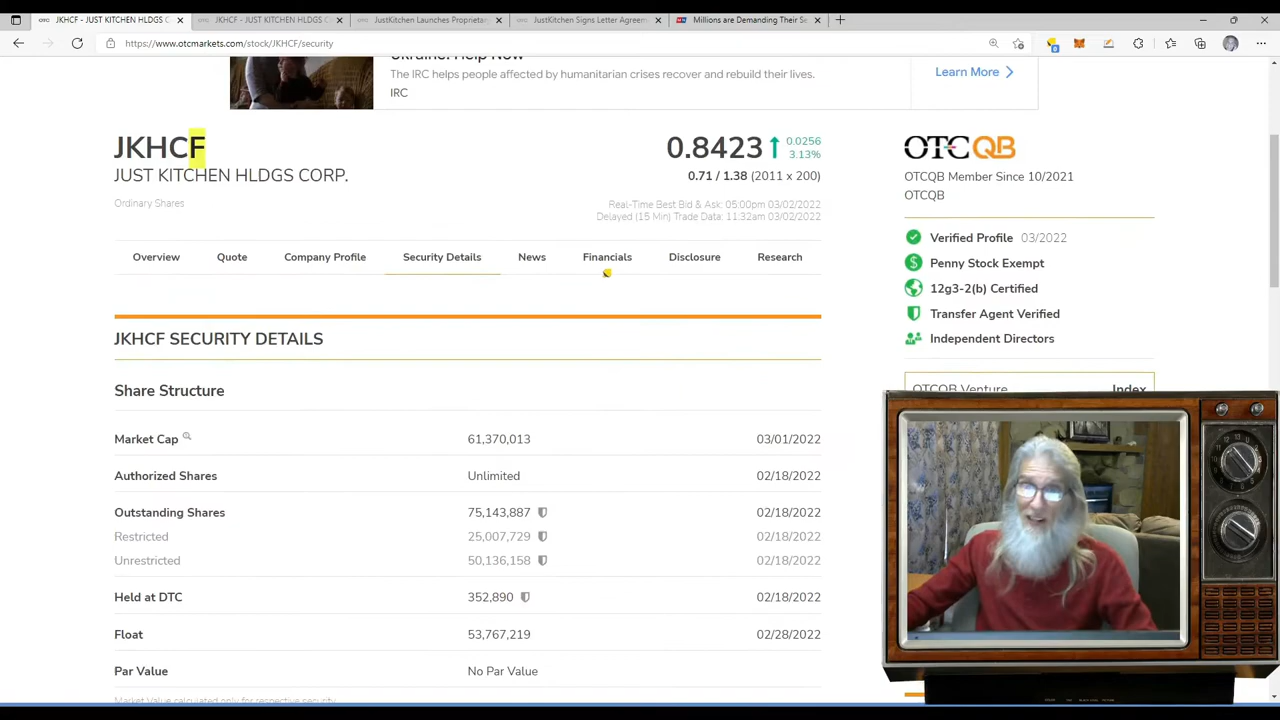 JKHCF - JUST KITCHEN HLDGS C
JKHCF - JUST KITCHEN HLDGS C
JustKitchen Launches Proprietar
JustKitchen Signs Letter Agreem
Millions are Demanding Their S
https://www.otcmarkets.com/stock/JKHCF/security
Ukraine. Help Now
The IRC helps people affected by humanitarian crises recover and rebuild their lives.
IRC
Learn More
JKHCF
JUST KITCHEN HLDGS CORP.
Ordinary Shares
0.8423
0.0256
3.13%
0.71 / 1.38 (2011 x 200)
Real-Time Best Bid & Ask: 05:00pm 03/02/2022
Delayed (15 Min) Trade Data: 11:32am 03/02/2022
OTCQB
OTCQB Member Since 10/2021
OTCQB
Verified Profile 03/2022
Penny Stock Exempt
12g3-2(b) Certified
Transfer Agent Verified
Independent Directors
OTCQB Venture Index
Overview Quote Company Profile Security Details News Financials Disclosure Research
JKHCF SECURITY DETAILS
Share Structure
Market Cap 61,370,013 03/01/2022
Authorized Shares Unlimited 02/18/2022
Outstanding Shares 75,143,887 02/18/2022
Restricted 25,007,729 02/18/2022
Unrestricted 50,136,158 02/18/2022
Held at DTC 352,890 02/18/2022
Float 53,767,219 02/28/2022
Par Value No Par Value
Market Value calculated only for respective security